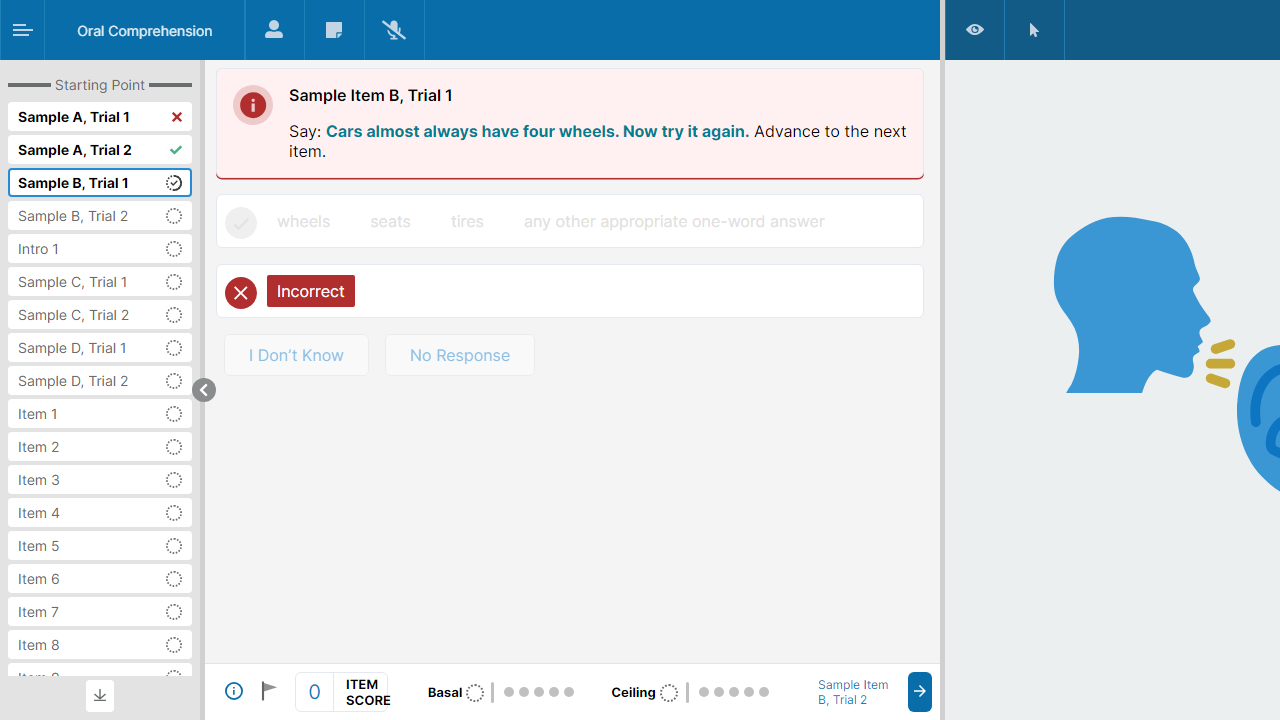 Oral Comprehension
Starting Point
Sample A, Trial 1
Sample A, Trial 2
Sample B, Trial 1
Sample B, Trial 2
Intro 1
Sample C, Trial 1
Sample C, Trial 2
Sample D, Trial 1
Sample D, Trial 2
Item 1
Item 2
Item 3
Item 4
Item 5
Item 6
Item 7
Item 8
Sample Item B, Trial 1
Say: Cars almost always have four wheels. Now try it again. Advance to the next
item.
wheels seats tires any other appropriate one-word answer
Incorrect
I Don’t Know No Response
0 ITEM
SCORE
Basal
Ceiling
Sample Item
B, Trial 2